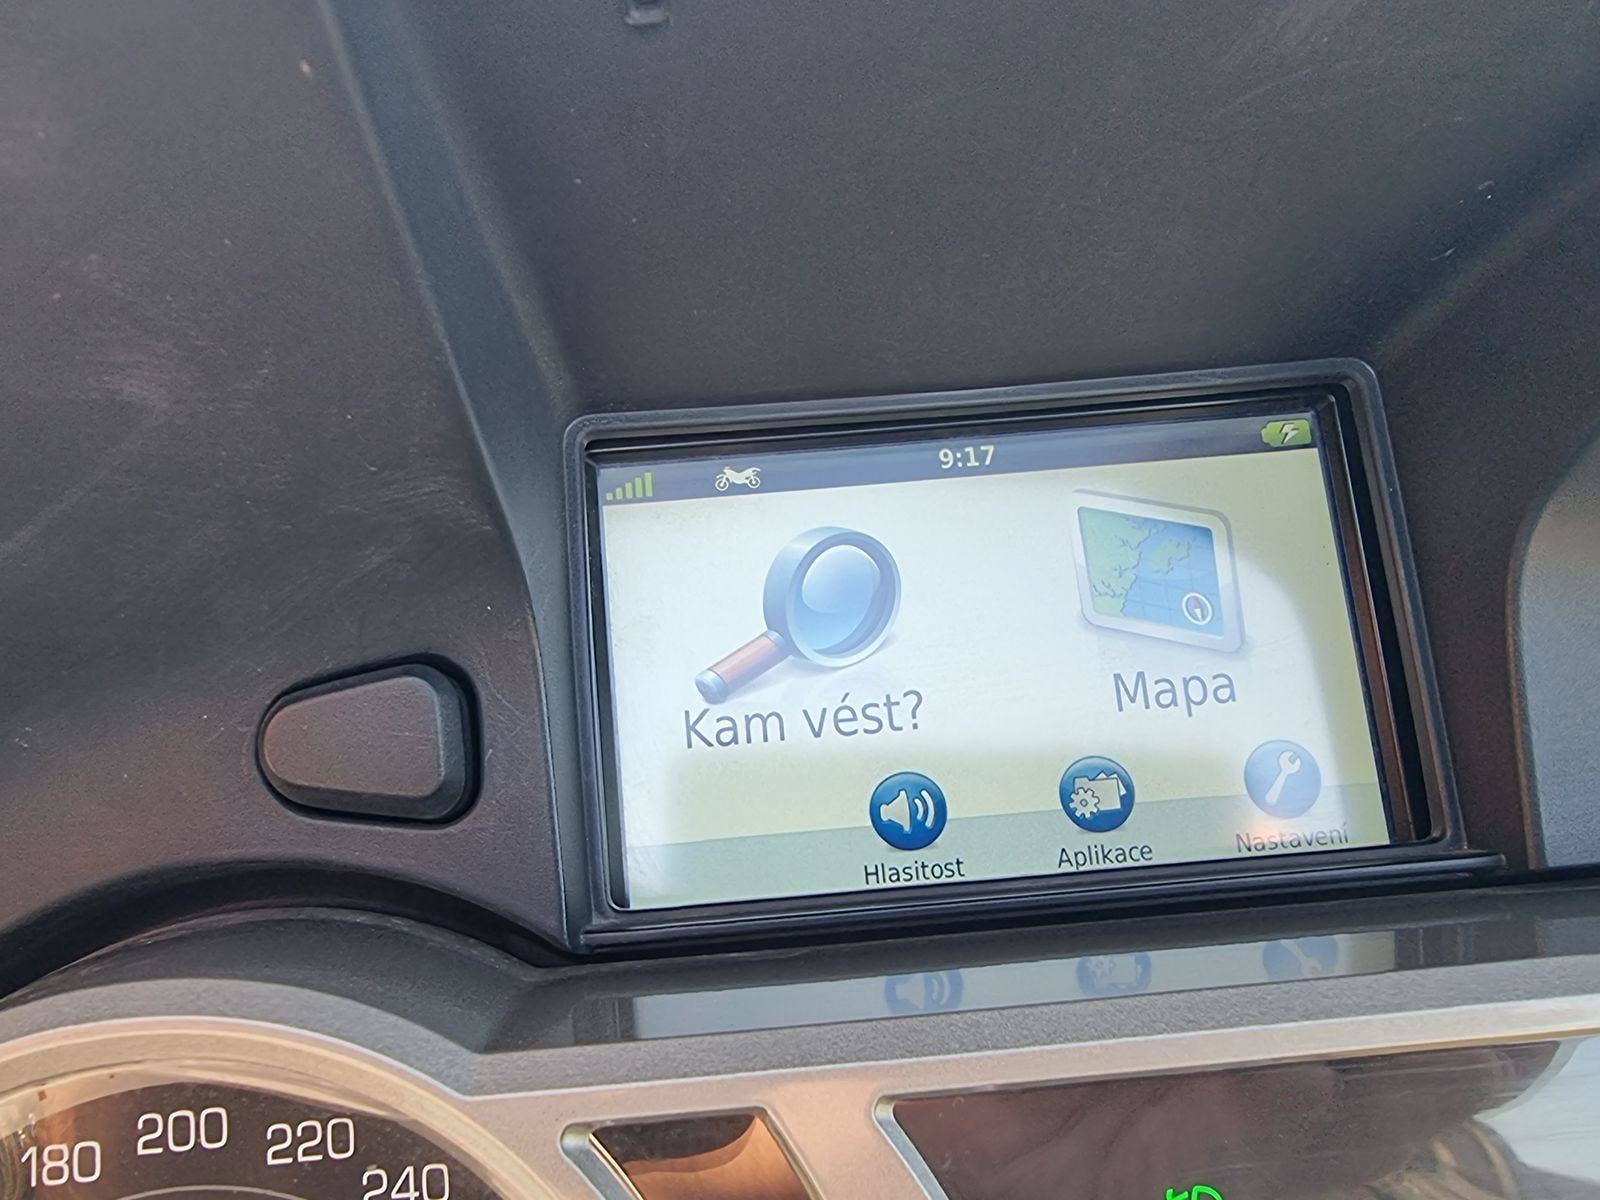 9:17
Kam vést?
Mapa
Hlasitost
Aplikace
Nastavení
180
200
220
240